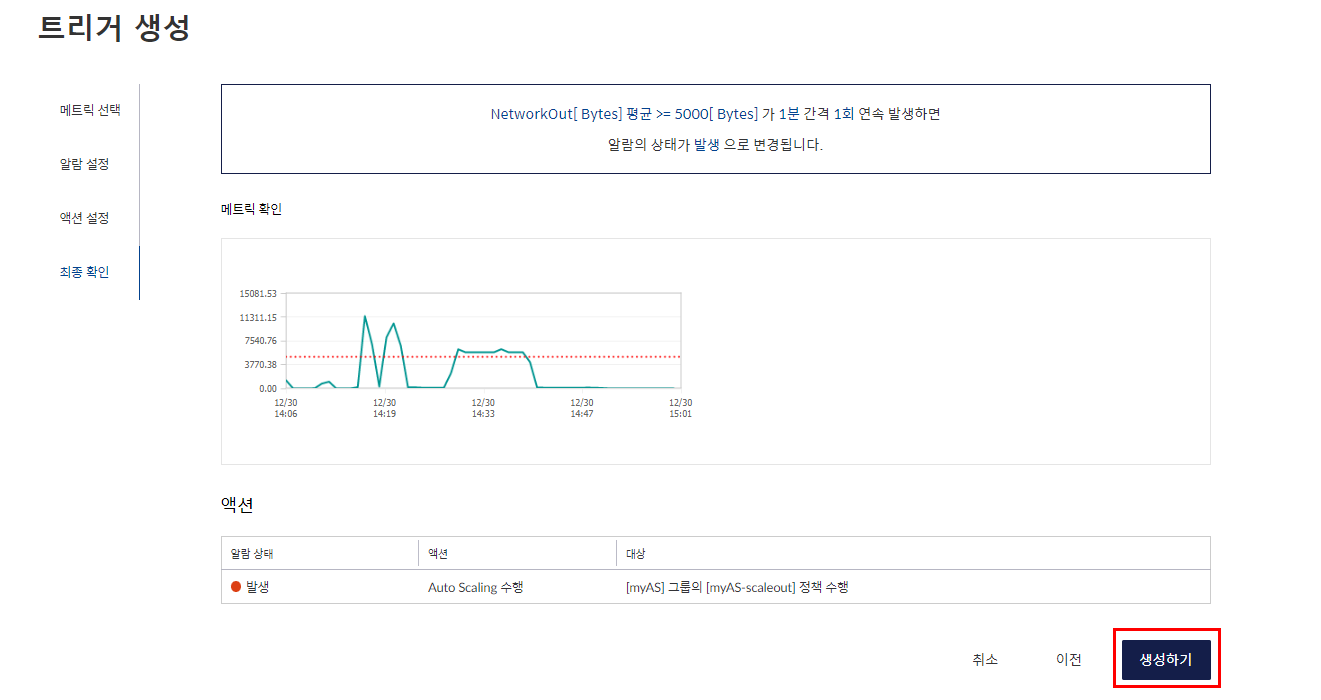 트리거 생성
메트릭 선택
알람 설정
액션 설정
최종 확인
NetworkOut[ Bytes] 평균 >= 5000[ Bytes] 가 1분 간격 1회 연속 발생하면
알람의 상태가 발생 으로 변경됩니다.
메트릭 확인
15081.53
11311.15
7540.76
3770.38
0.00
12/30 12/30 12/30 12/30 12/30
14:06 14:19 14:33 14:47 15:01
액션
알람 상태 액션 대상
발생 Auto Scaling 수행 [myAS] 그룹의 [myAS-scaleout] 정책 수행
취소 이전 생성하기